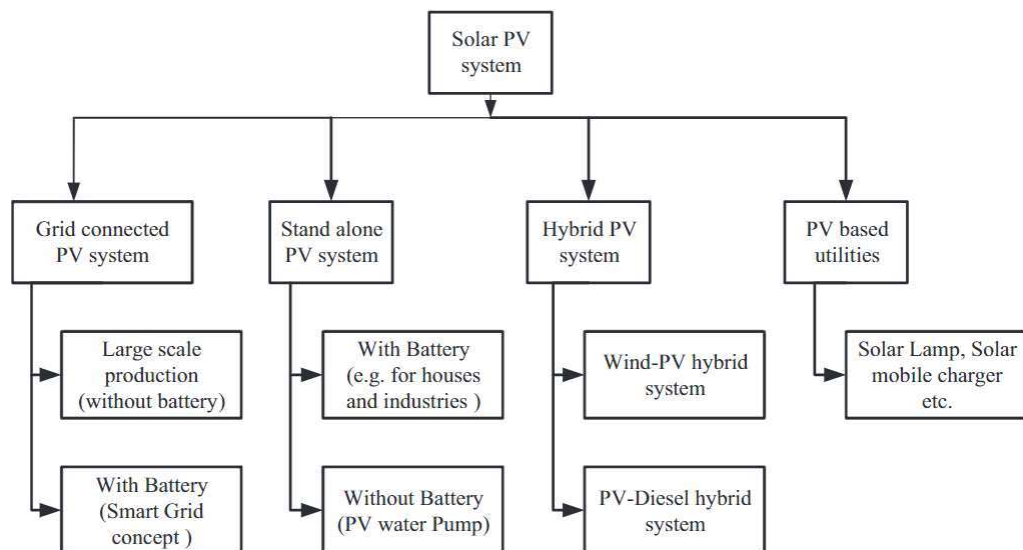 Solar PV
system
Grid connected
PV system
Stand alone
PV system
Hybrid PV
system
PV based
utilities
Large scale
production
(without battery)
With Battery
(e.g. for houses
and industries )
Wind-PV hybrid
system
Solar Lamp, Solar
mobile charger
etc.
With Battery
(Smart Grid
concept )
Without Battery
(PV water Pump)
PV-Diesel hybrid
system